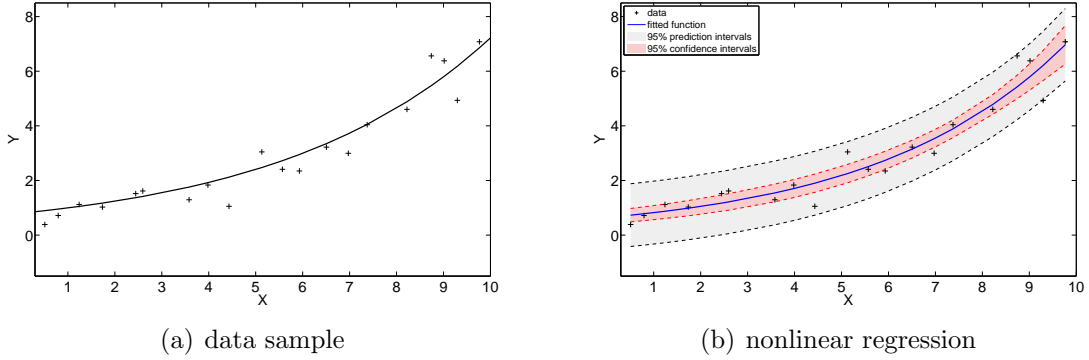 8
6
4
2
0
Y
1 2 3 4 5 6 7 8 9 10
X
(a) data sample
data
fitted function
95% prediction intervals
95% confidence intervals
8
6
4
2
0
Y
1 2 3 4 5 6 7 8 9 10
X
(b) nonlinear regression